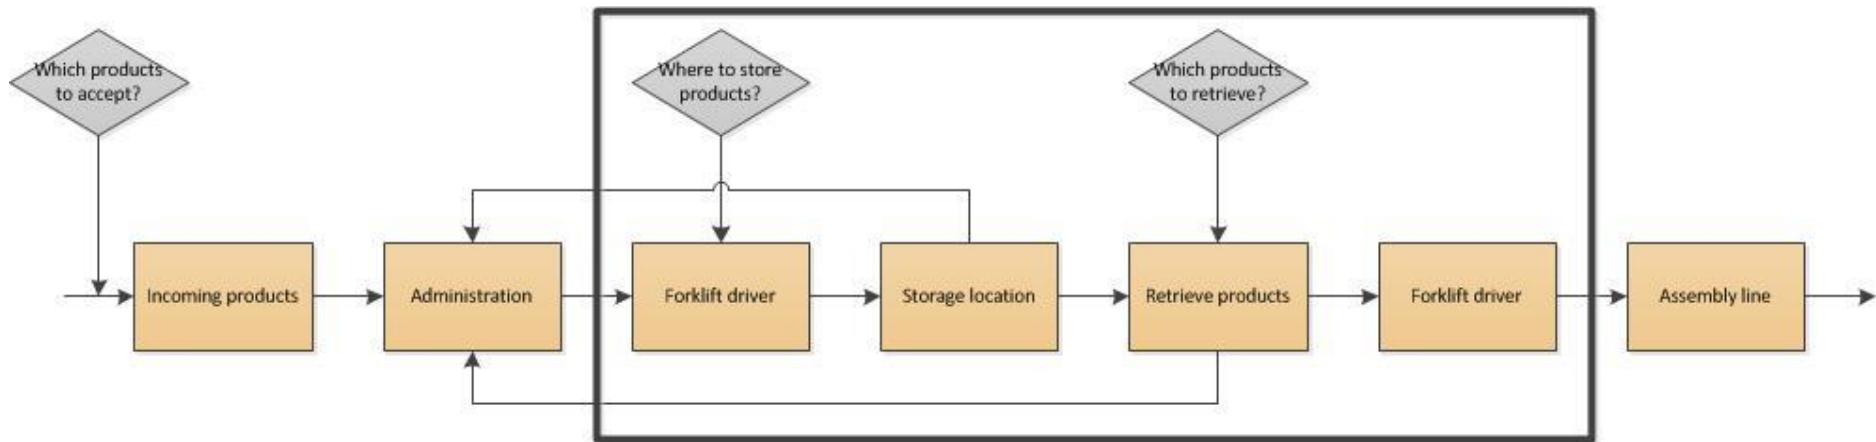 Which products
to accept?
Where to store
products?
Which products
to retrieve?
Incoming products
Administration
Forklift driver
Storage location
Retrieve products
Forklift driver
Assembly line